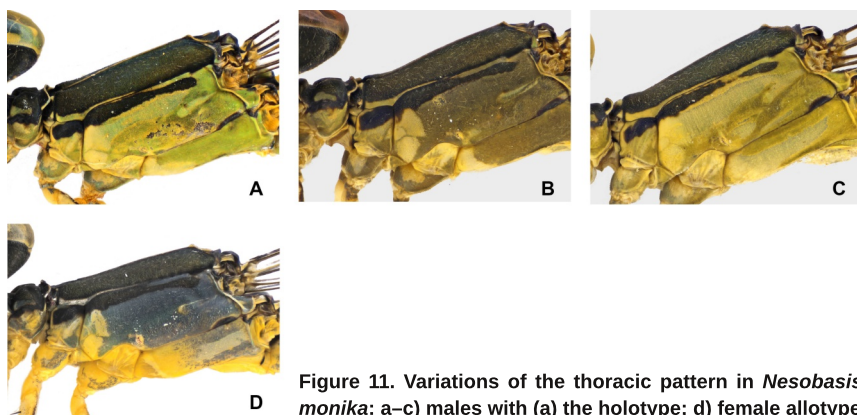 A
B
C
D
Figure 11. Variations of the thoracic pattern in Nesobasis
monika: a–c) males with (a) the holotype; d) female allotype